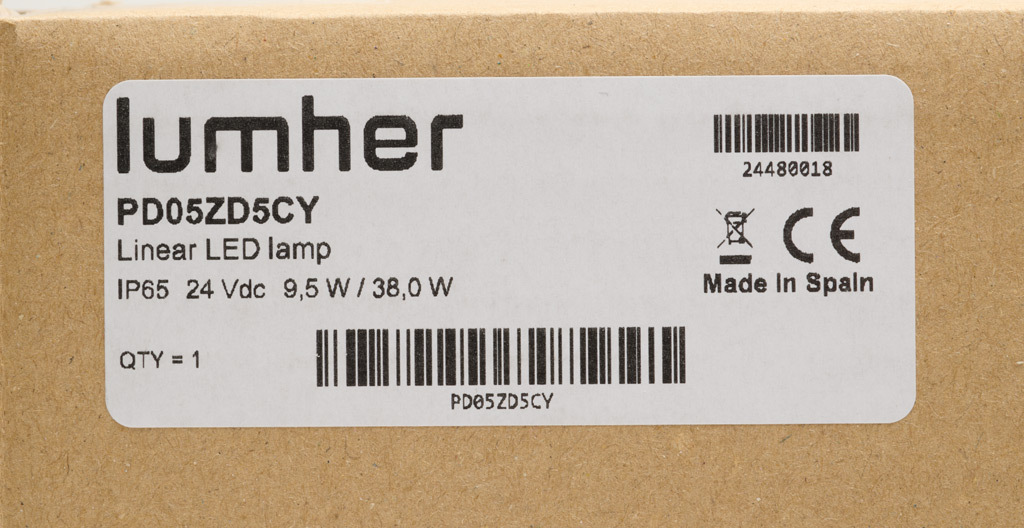 lumher
PD05ZD5CY
Linear LED lamp
IP65 24 Vdc 9,5 W / 38,0 W
QTY = 1
PD05ZD5CY
24480018
CE
Made in Spain